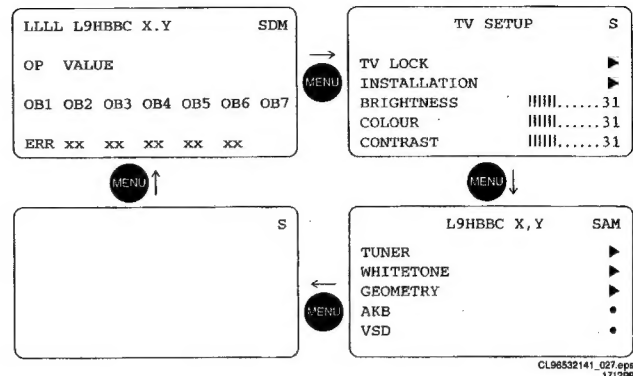 LLLL L9HBBC X.Y SDM
OP VALUE
OB1 OB2 OB3 OB4 OB5 OB6 OB7
ERR xx xx xx xx xx
MENU
TV SETUP S
TV LOCK
INSTALLATION
BRIGHTNESS ......31
COLOUR ......31
CONTRAST ......31
MENU
MENU
S
MENU
L9HBBC X,Y SAM
TUNER
WHITETONE
GEOMETRY
AKB
VSD
CL96532141_027.eps
171299